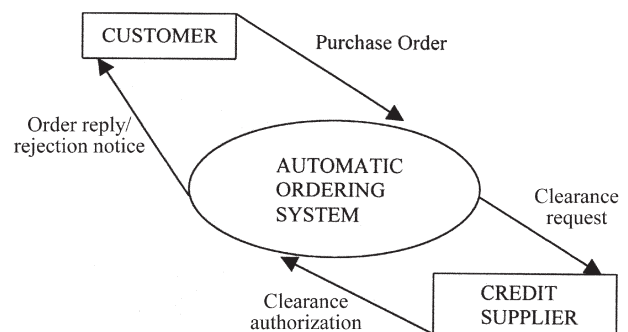 CUSTOMER
Purchase Order
Order reply/
rejection notice
AUTOMATIC
ORDERING
SYSTEM
Clearance
request
Clearance
authorization
CREDIT
SUPPLIER